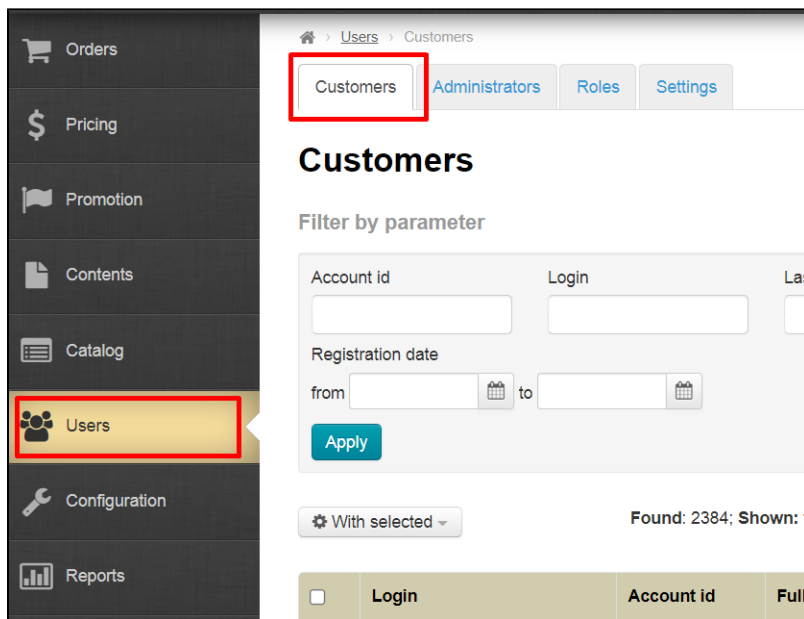 Orders
Pricing
Promotion
Contents
Catalog
Users
Configuration
Reports
Users Customers
Customers Administrators Roles Settings
Customers
Filter by parameter
Account id Login
Registration date
from to
Apply
With selected Found: 2384; Shown:
Login Account id